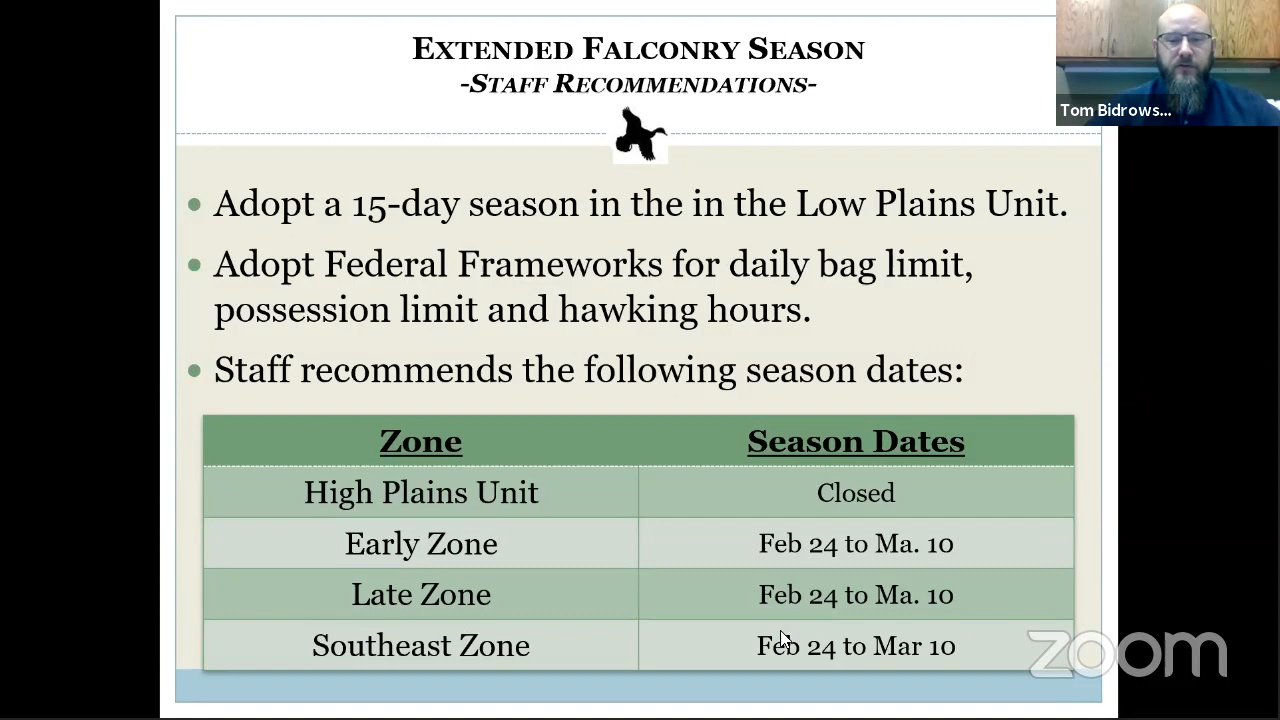 EXTENDED FALCONRY SEASON
-STAFF RECOMMENDATIONS-
Tom Bidrows...
• Adopt a 15-day season in the in the Low Plains Unit.
• Adopt Federal Frameworks for daily bag limit,
possession limit and hawking hours.
• Staff recommends the following season dates:
Zone Season Dates
High Plains Unit Closed
Early Zone Feb 24 to Ma. 10
Late Zone Feb 24 to Ma. 10
Southeast Zone Feb 24 to Mar 10
zoom